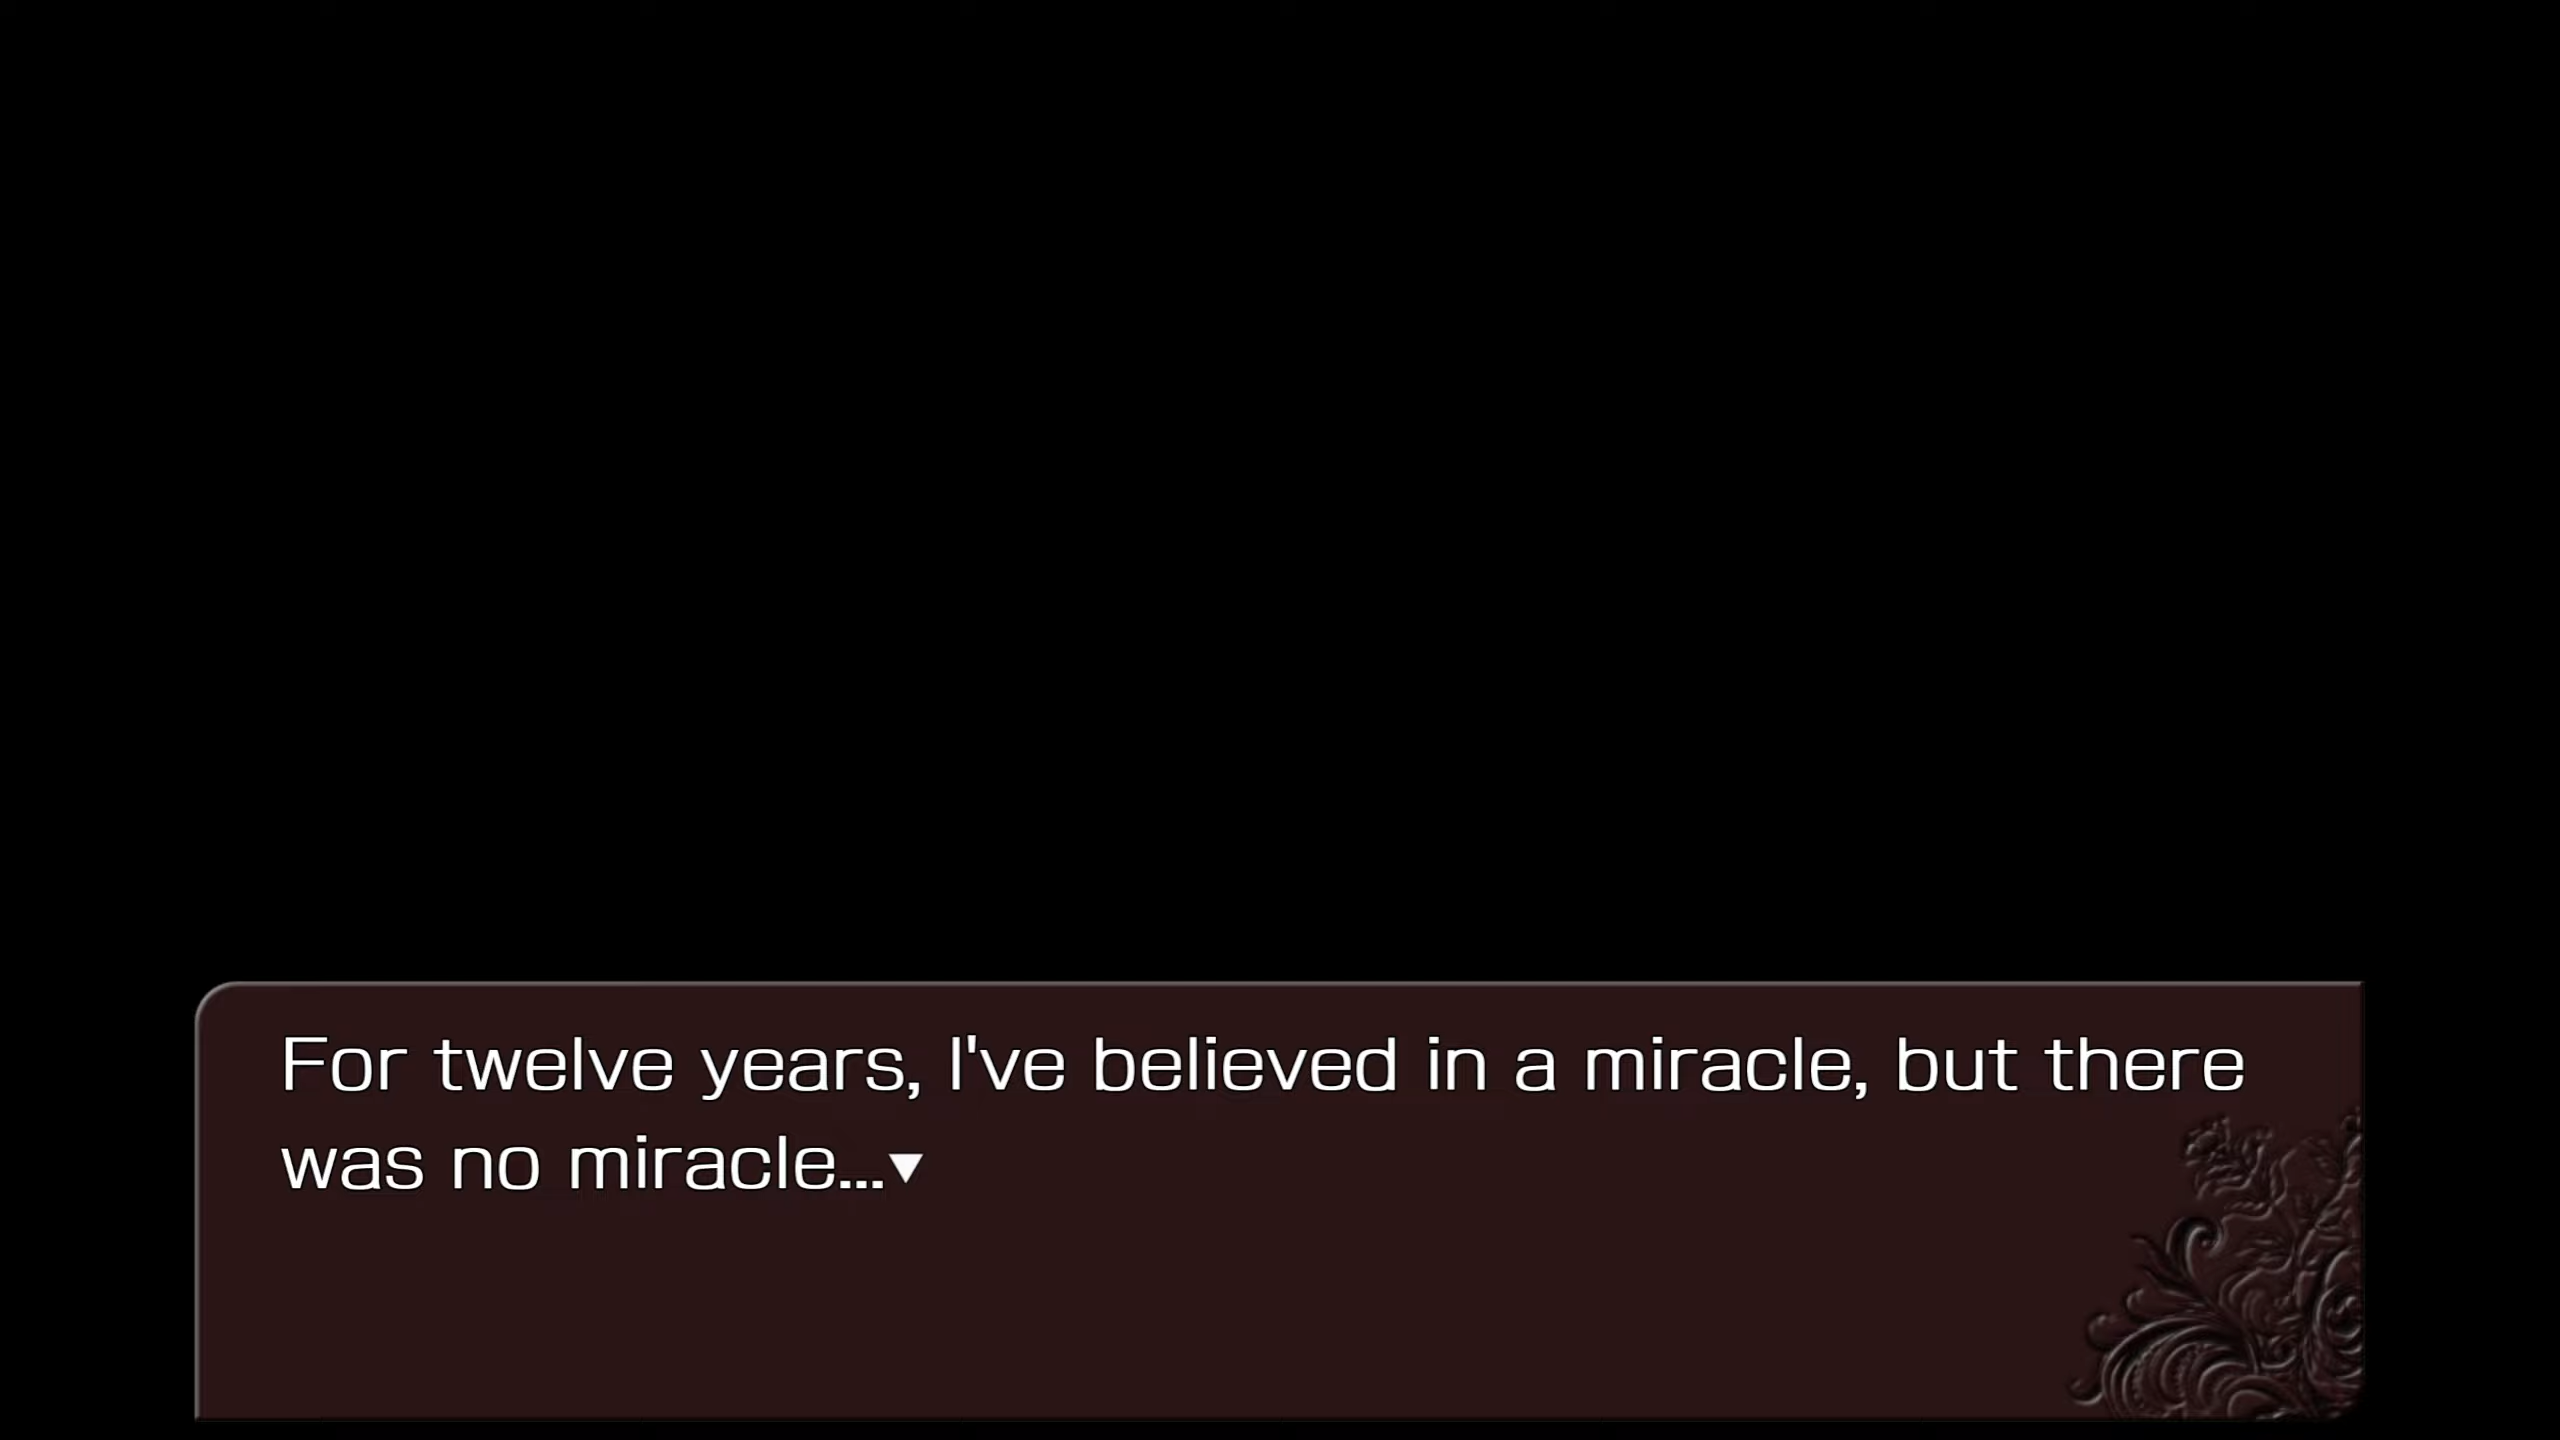 For twelve years, I've believed in a miracle, but there
was no miracle...